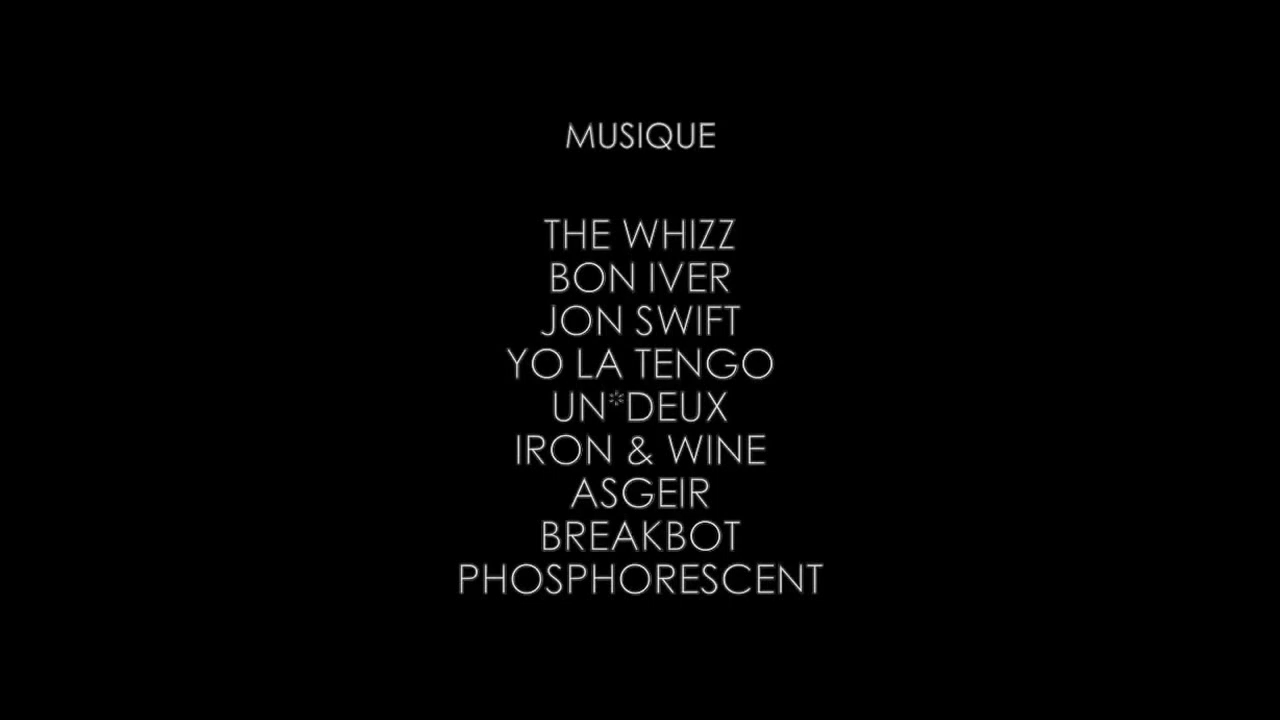 MUSIQUE
THE WHIZZ
BON IVER
JON SWIFT
YO LA TENGO
UN*DEUX
IRON & WINE
ASGEIR
BREAKBOT
PHOSPHORESCENT